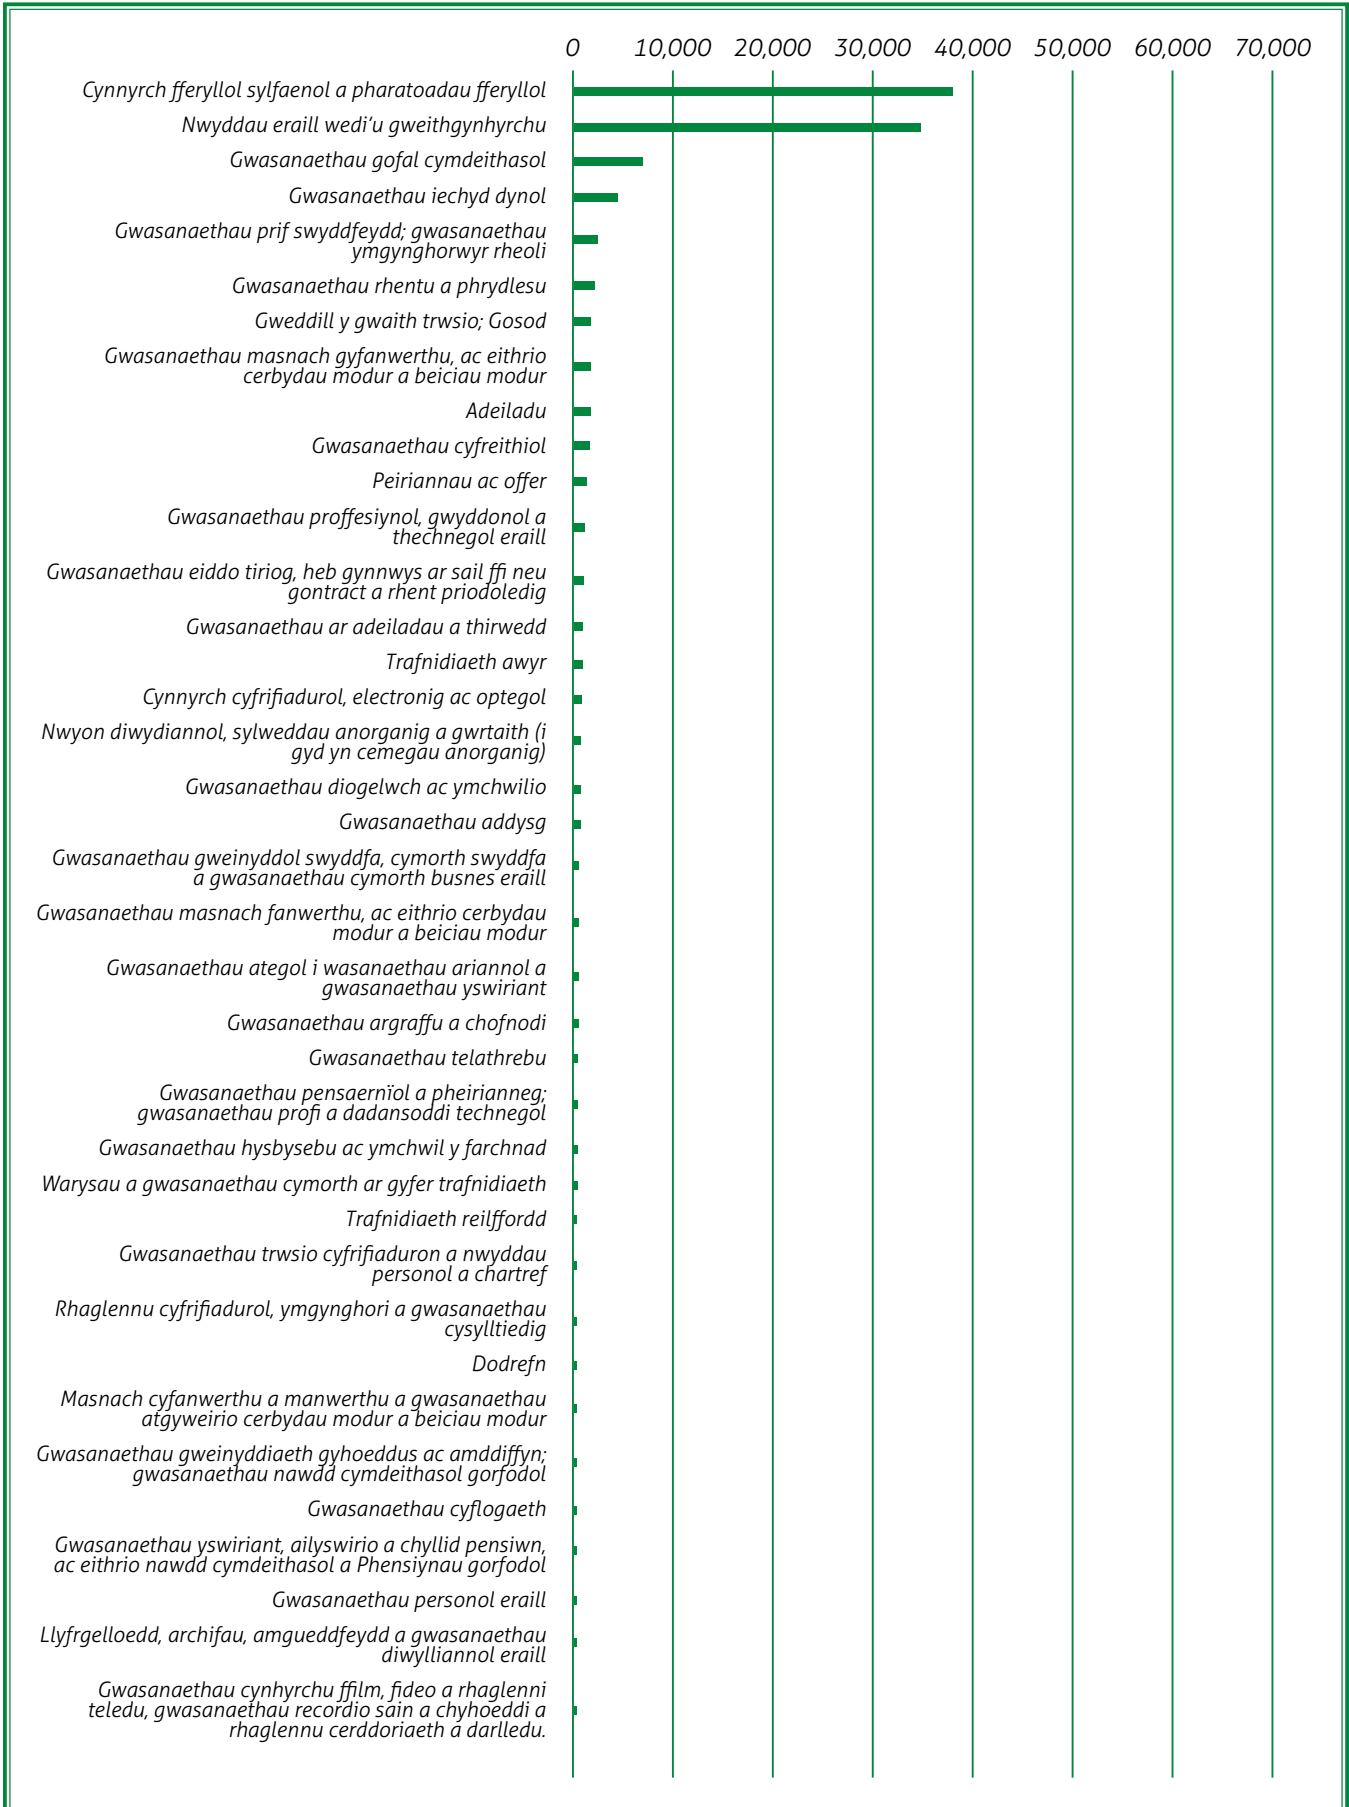 0 10,000 20,000 30,000 40,000 50,000 60,000 70,000
Cynnyrch fferyllol sylfaenol a pharatoadau fferyllol
Nwyddau eraill wedi‘u gweithgynhyrchu
Gwasanaethau gofal cymdeithasol
Gwasanaethau iechyd dynol
Gwasanaethau prif swyddfeydd; gwasanaethau
ymgynghorwyr rheoli
Gwasanaethau rhentu a phrydlesu
Gweddill y gwaith trwsio; Gosod
Gwasanaethau masnach gyfanwerthu, ac eithrio
cerbydau modur a beiciau modur
Adeiladu
Gwasanaethau cyfreithiol
Peiriannau ac offer
Gwasanaethau proffesiynol, gwyddonol a
thechnegol eraill
Gwasanaethau eiddo tiriog, heb gynnwys ar sail ffi neu
gontract a rhent priodoledig
Gwasanaethau ar adeiladau a thirwedd
Trafnidiaeth awyr
Cynnyrch cyfrifiadurol, electronig ac optegol
Nwyon diwydiannol, sylweddau anorganig a gwrtaith (i
gyd yn cemegau anorganig)
Gwasanaethau diogelwch ac ymchwilio
Gwasanaethau addysg
Gwasanaethau gweinyddol swyddfa, cymorth swyddfa
a gwasanaethau cymorth busnes eraill
Gwasanaethau masnach fanwerthu, ac eithrio cerbydau
modur a beiciau modur
Gwasanaethau ategol i wasanaethau ariannol a
gwasanaethau yswiriant
Gwasanaethau argraffu a chofnodi
Gwasanaethau telathrebu
Gwasanaethau pensaernïol a pheirianneg;
gwasanaethau profi a dadansoddi technegol
Gwasanaethau hysbysebu ac ymchwil y farchnad
Warysau a gwasanaethau cymorth ar gyfer trafnidiaeth
Trafnidiaeth reilffordd
Gwasanaethau trwsio cyfrifiaduron a nwyddau
personol a chartref
Rhaglennu cyfrifiadurol, ymgynghori a gwasanaethau
cysylltiedig
Dodrefn
Masnach cyfanwerthu a manwerthu a gwasanaethau
atgyweirio cerbydau modur a beiciau modur
Gwasanaethau gweinyddiaeth gyhoeddus ac amddiffyn;
gwasanaethau nawdd cymdeithasol gorfodol
Gwasanaethau cyflogaeth
Gwasanaethau yswiriant, ailyswirio a chyllid pensiwn,
ac eithrio nawdd cymdeithasol a Phensiynau gorfodol
Gwasanaethau personol eraill
Llyfrgelloedd, archifau, amgueddfeydd a gwasanaethau
diwylliannol eraill
Gwasanaethau cynhyrchu ffilm, fideo a rhaglenni
teledu, gwasanaethau recordio sain a chyhoeddi a
rhaglennu cerddoriaeth a darlledu.